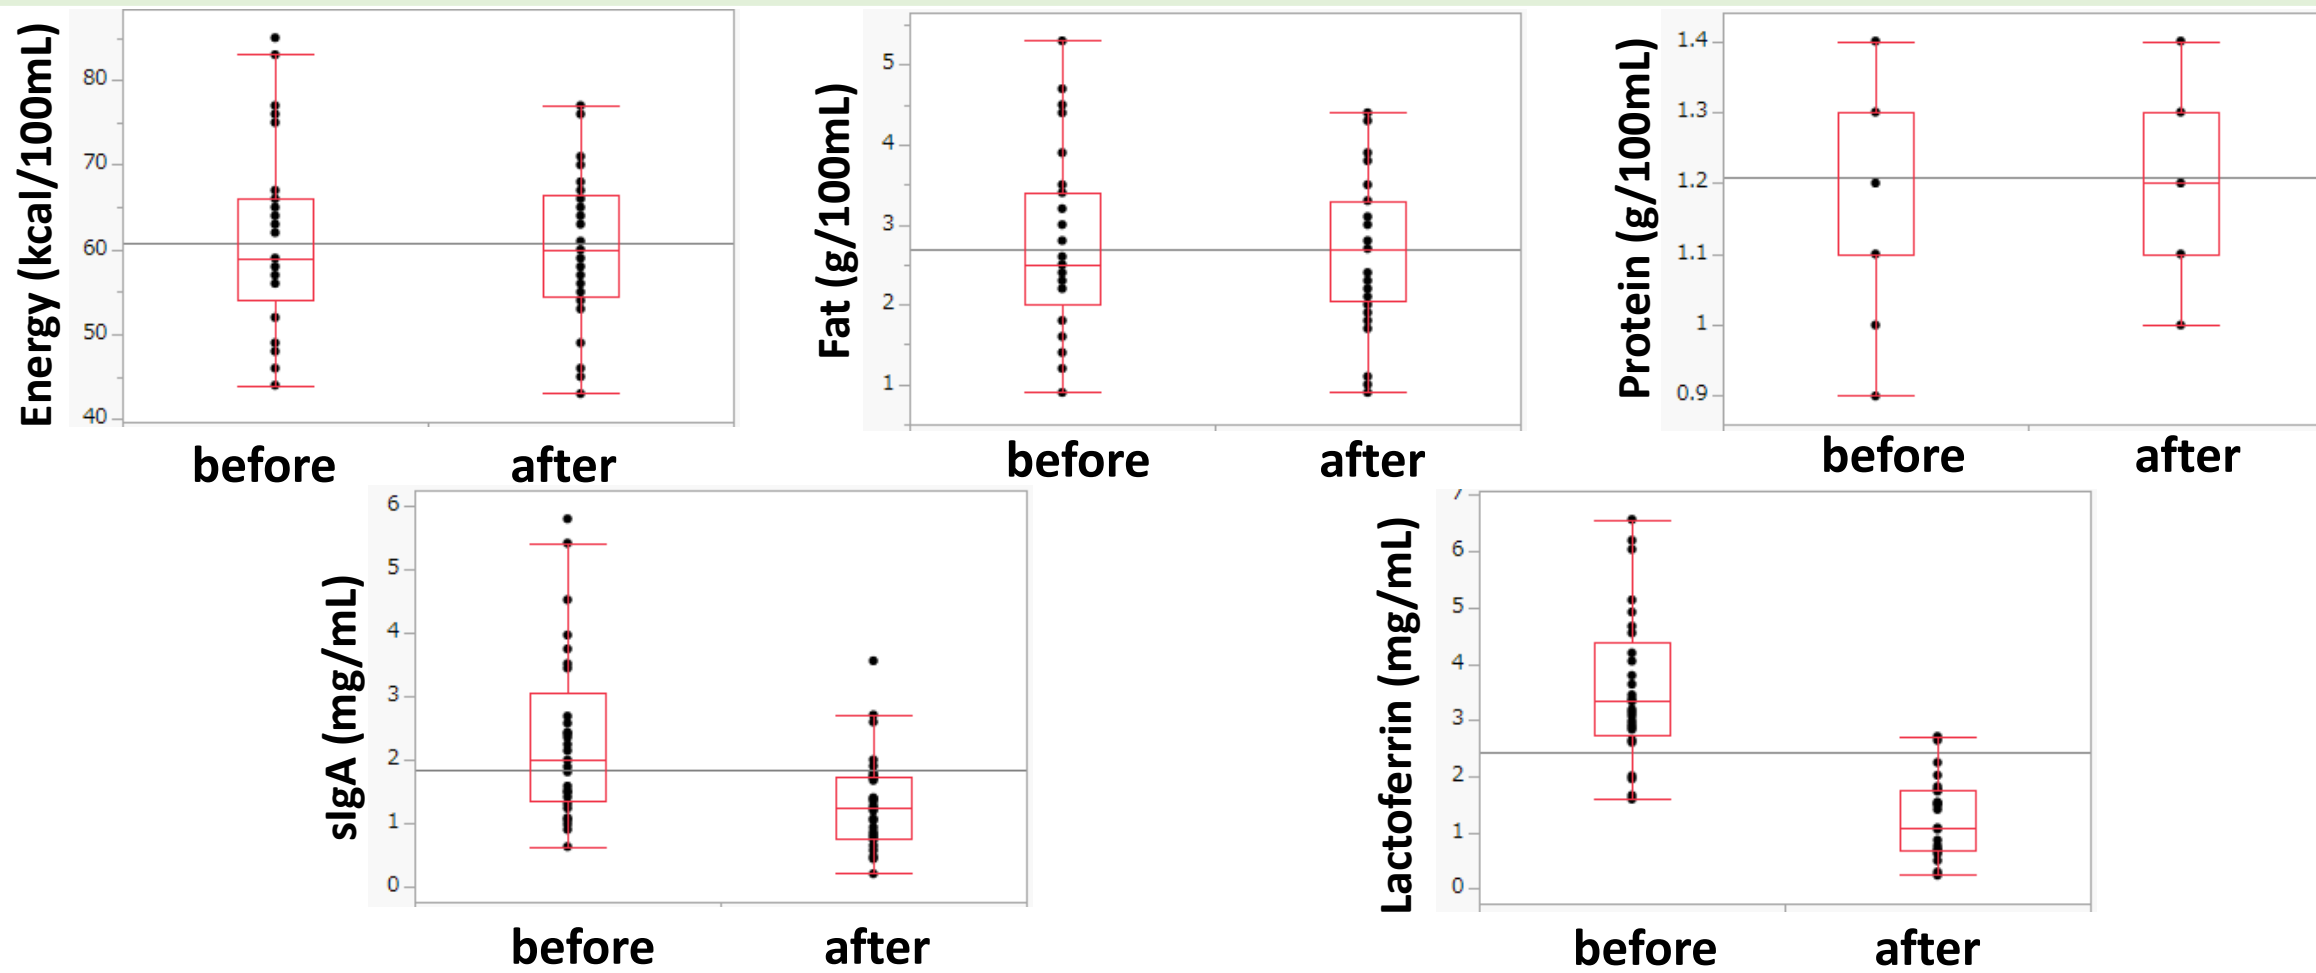 Energy (kcal/100mL)
80
70
60
50
40
before
after
Fat (g/100mL)
5
4
3
2
1
before
after
Protein (g/100mL)
1.4
1.3
1.2
1.1
1
0.9
before
after
sIgA (mg/mL)
6
5
4
3
2
1
0
before
after
Lactoferrin (mg/mL)
7
6
5
4
3
2
1
0
before
after